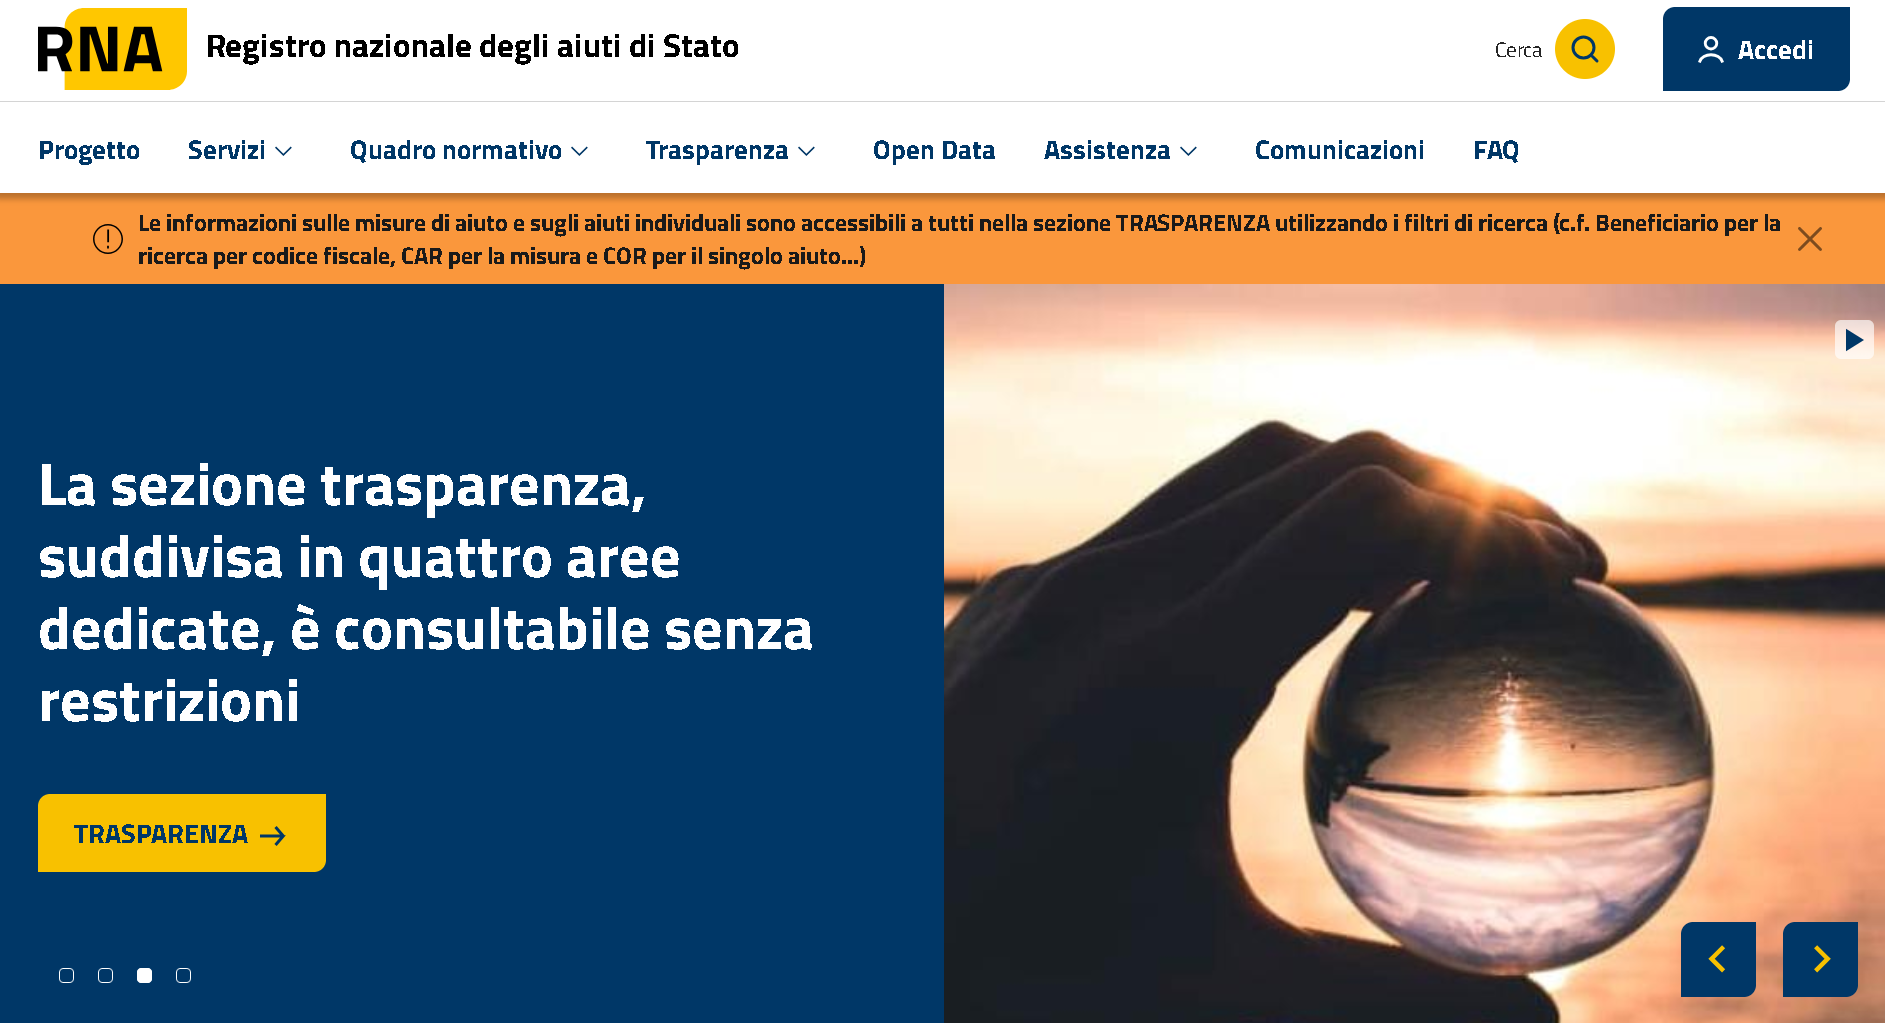 RNA
Registro nazionale degli aiuti di Stato
Cerca
Accedi
Progetto
Servizi
Quadro normativo
Trasparenza
Open Data
Assistenza
Comunicazioni
FAQ
Le informazioni sulle misure di aiuto e sugli aiuti individuali sono accessibili a tutti nella sezione TRASPARENZA utilizzando i filtri di ricerca (c.f. Beneficiario per la
ricerca per codice fiscale, CAR per la misura e COR per il singolo aiuto...)
La sezione trasparenza,
suddivisa in quattro aree
dedicate, è consultabile senza
restrizioni
TRASPARENZA